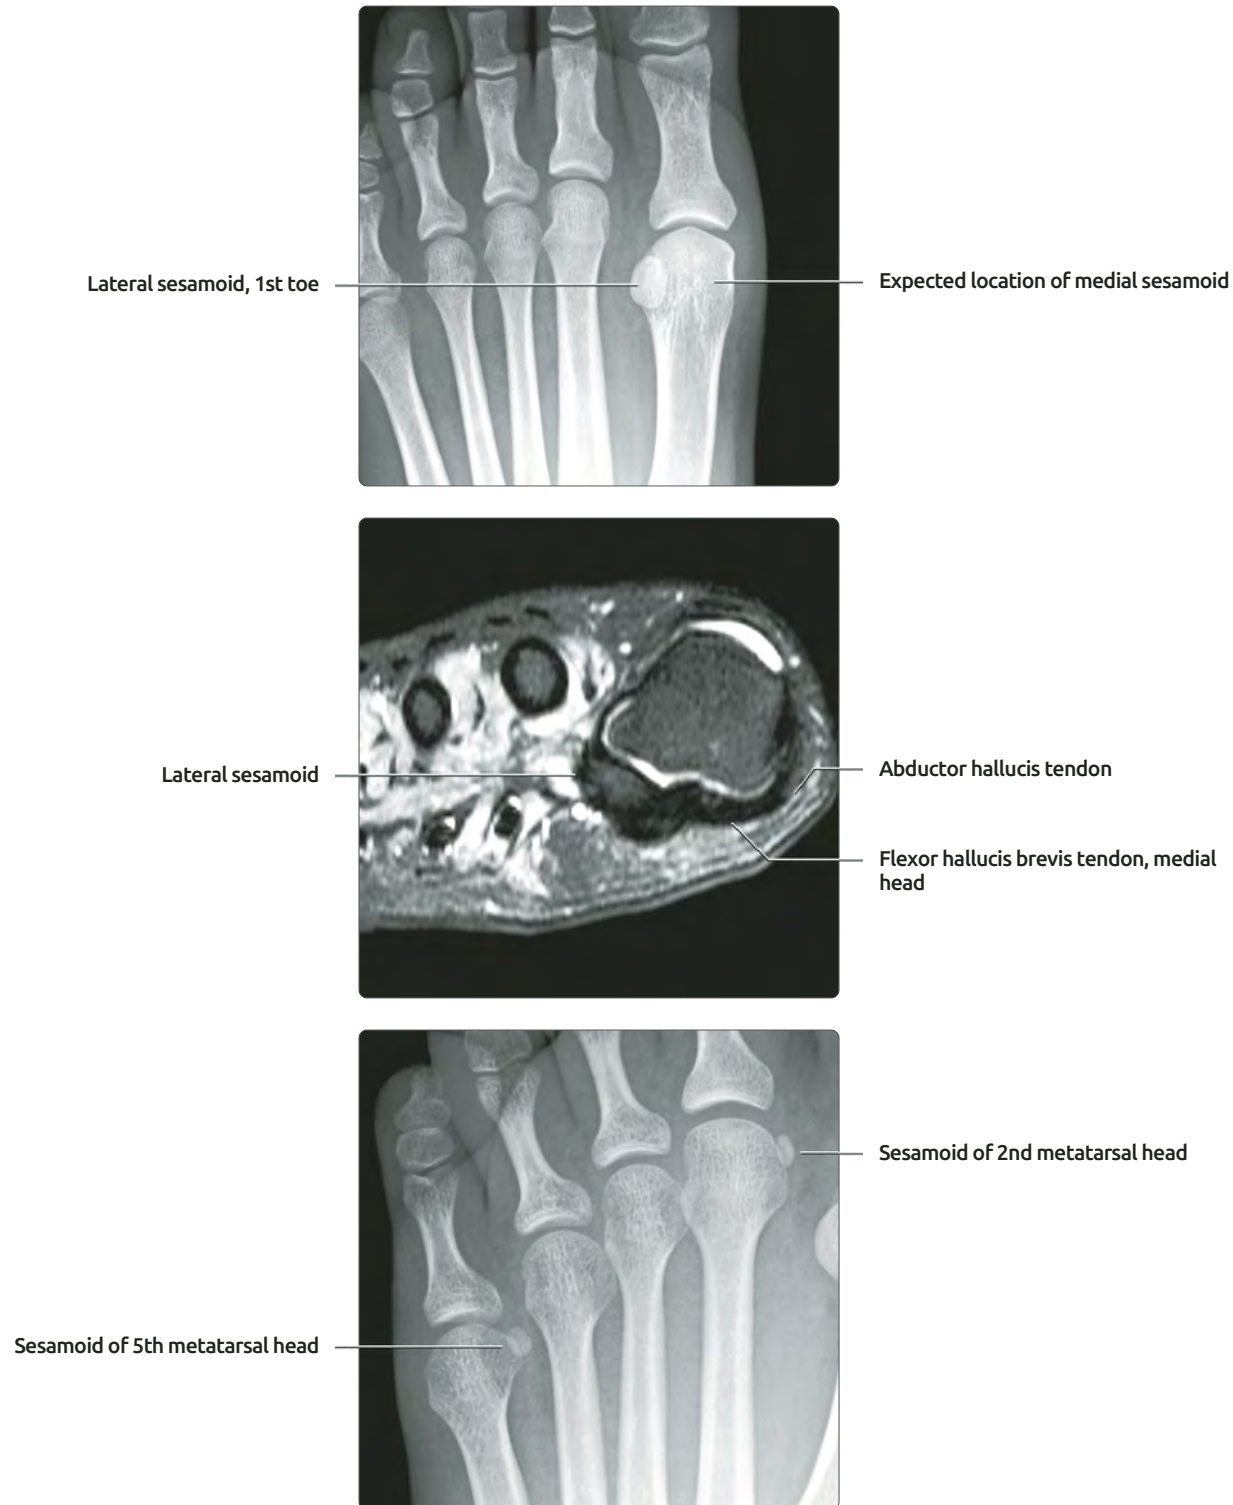 Lateral sesamoid, 1st toe
Expected location of medial sesamoid
Lateral sesamoid
Abductor hallucis tendon
Flexor hallucis brevis tendon, medial
head
Sesamoid of 2nd metatarsal head
Sesamoid of 5th metatarsal head